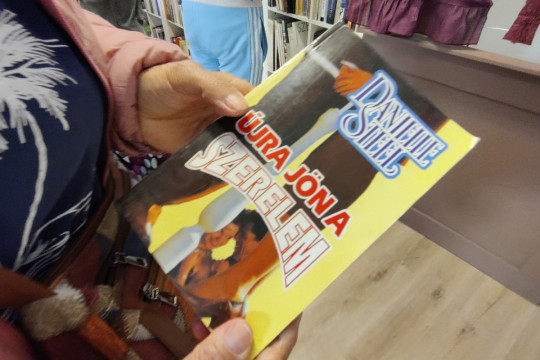 DANIELLE
STEEL
ÚJRA JÖN A
SZERELEM